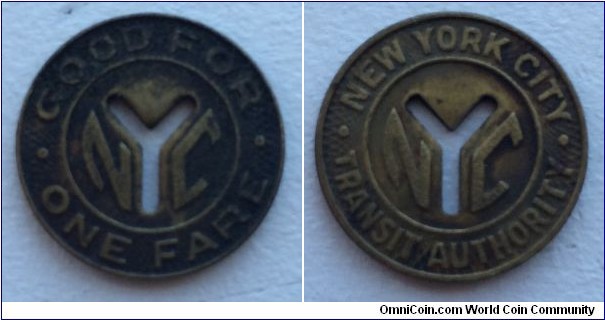 GOOD FOR
NYC
ONE FARE
NEW YORK CITY
NYC
TRANSIT AUTHORITY
OmniCoin.com World Coin Community